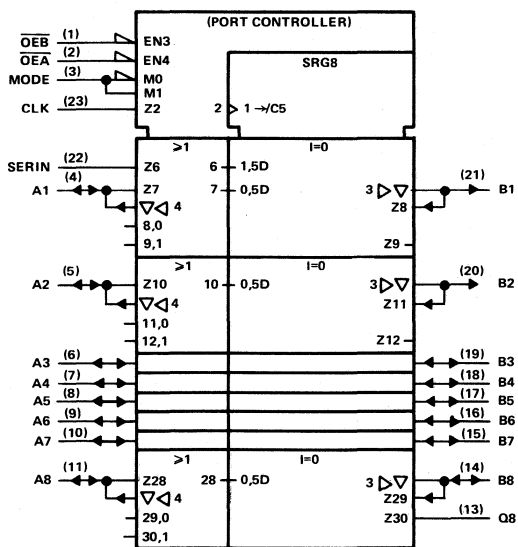 (PORT CONTROLLER)
OEB (1) EN3
OEA (2) EN4
MODE (3) M0
M1
CLK (23) Z2
SRG8
2 1 →/C5
≥1 I=0
SERIN (22) Z6 6 1,5D
A1 (4) Z7 7 0,5D 3 (21) B1
4 Z8
8,0
9,1 Z9
≥1 I=0
A2 (5) Z10 10 0,5D 3 (20) B2
4 Z11
11,0
12,1 Z12
A3 (6) (19) B3
A4 (7) (18) B4
A5 (8) (17) B5
A6 (9) (16) B6
A7 (10) (15) B7
≥1 I=0
A8 (11) Z28 28 0,5D 3 (14) B8
4 Z29
29,0 Z30 (13) Q8
30,1